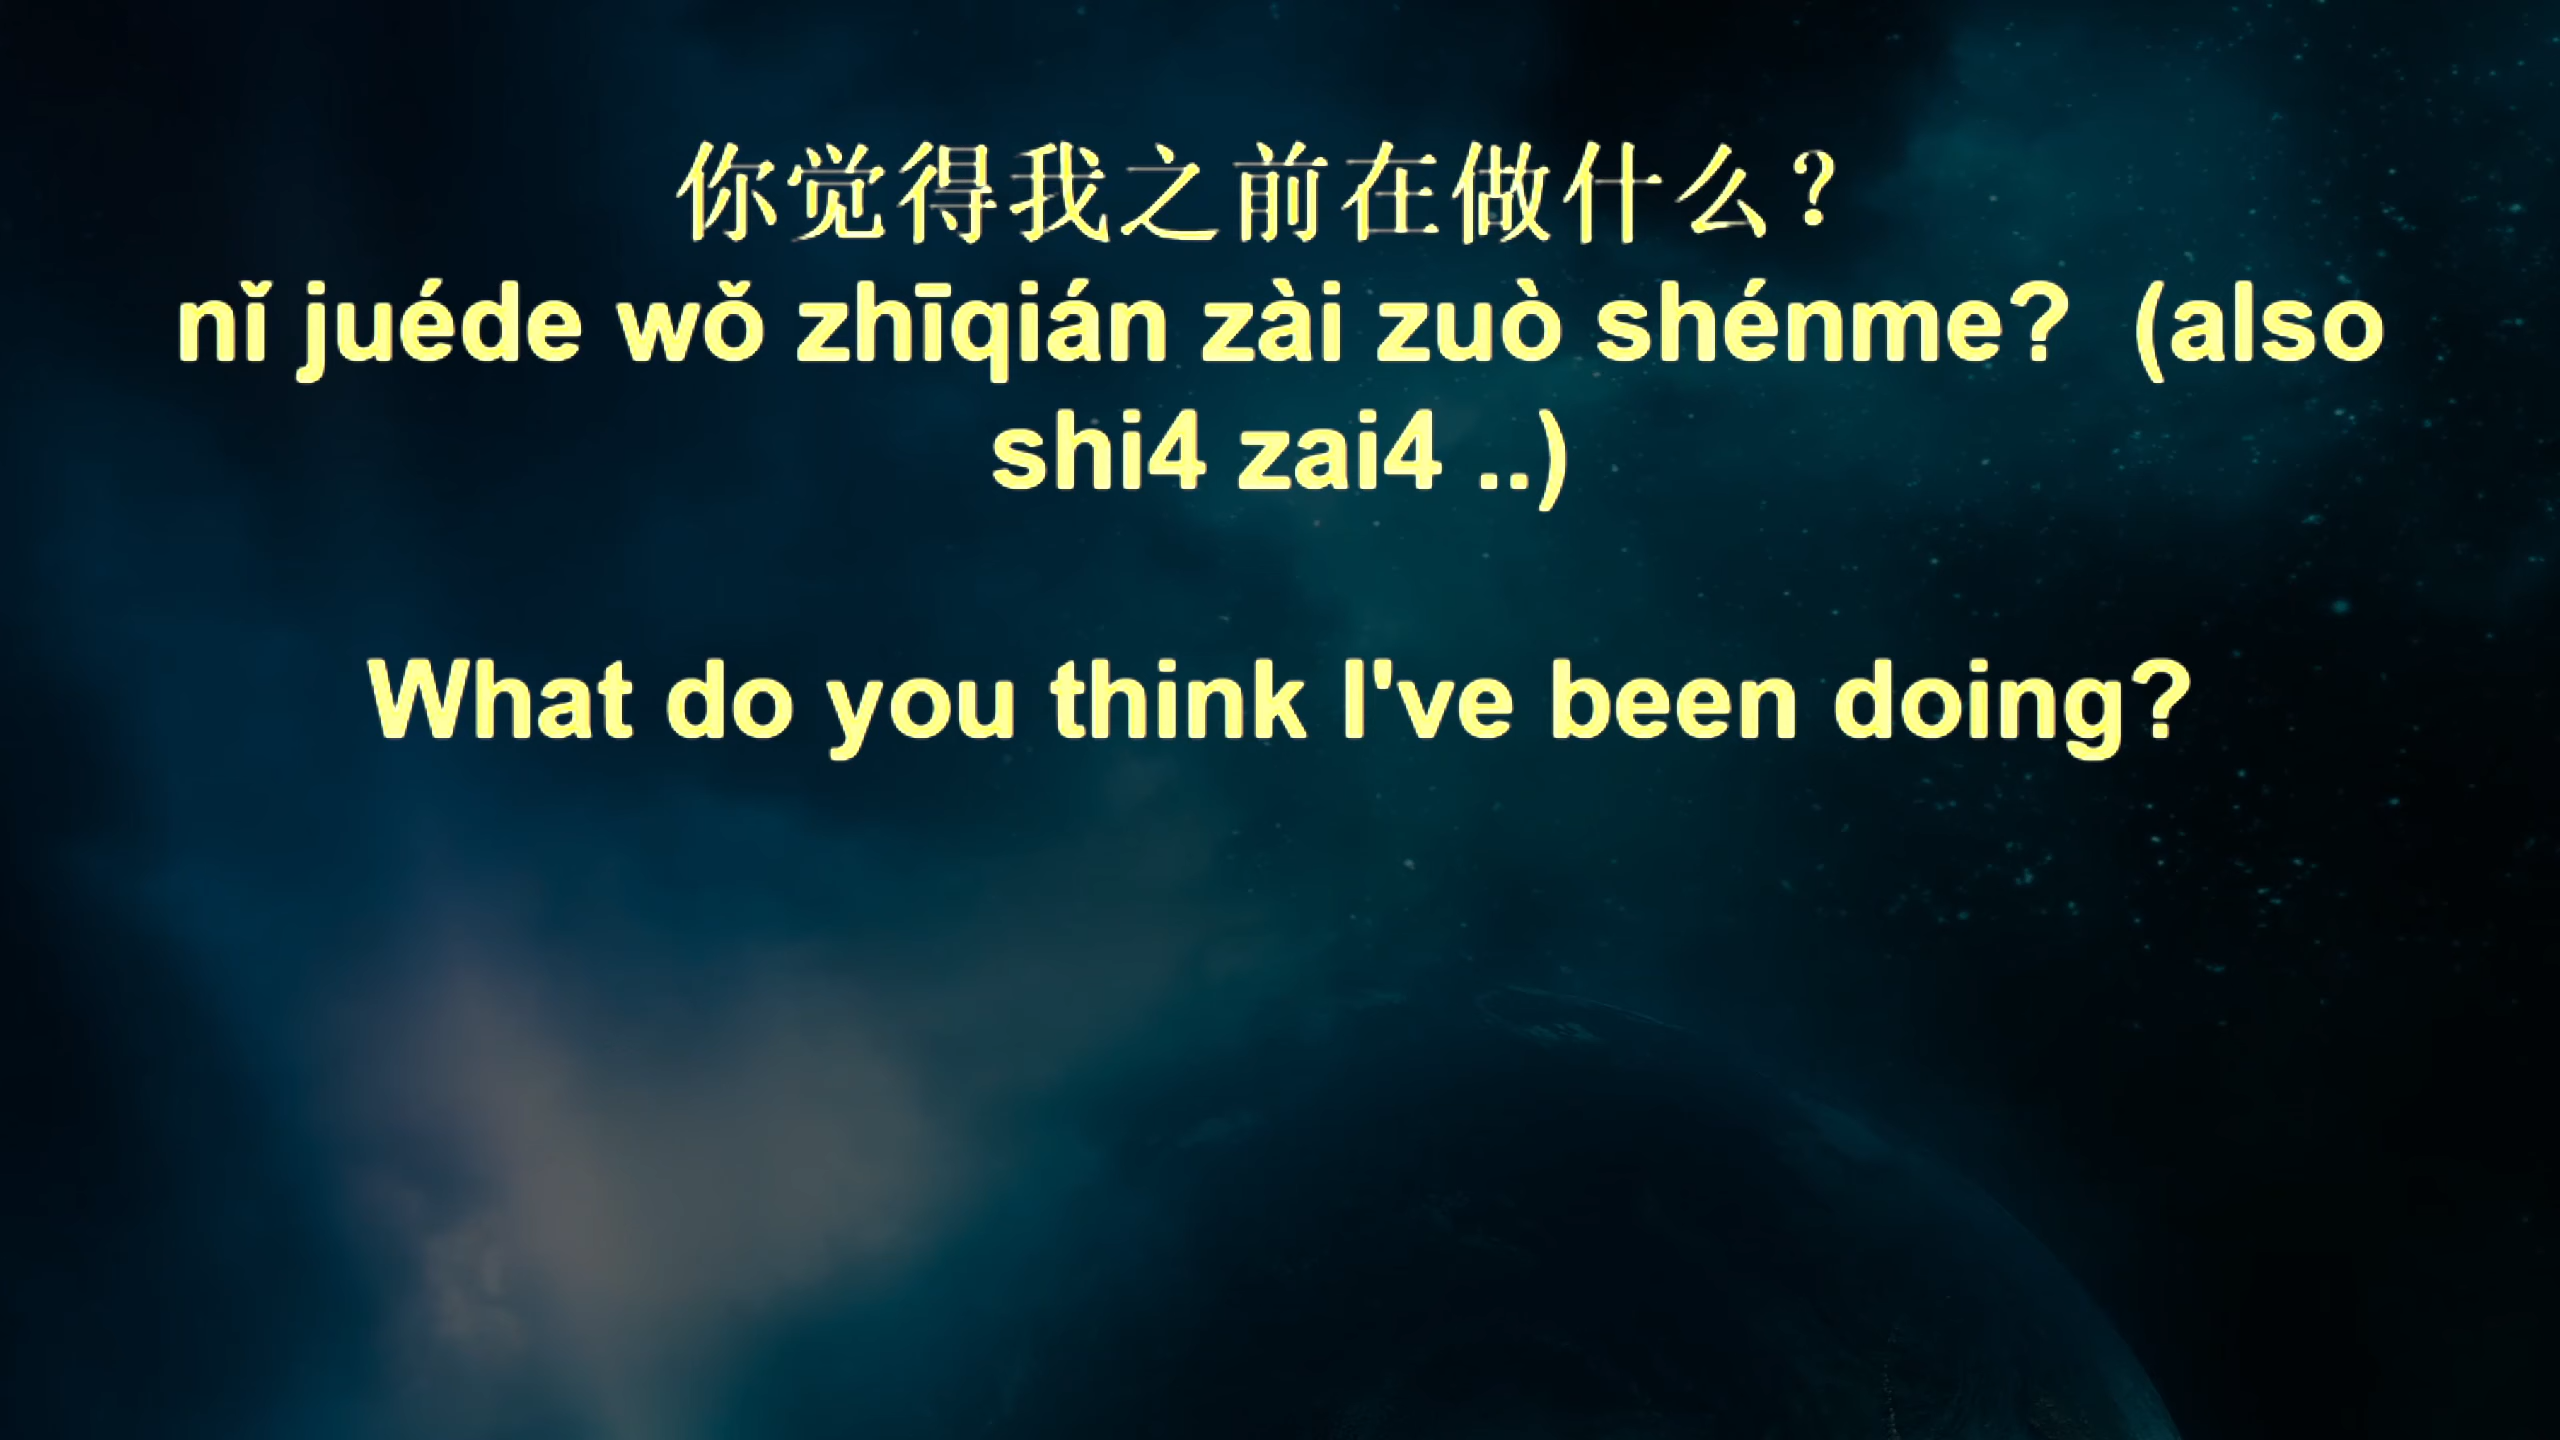 你觉得我之前在做什么？
nǐ juéde wǒ zhīqián zài zuò shénme?  (also
shi4 zai4 ..)
What do you think I've been doing?